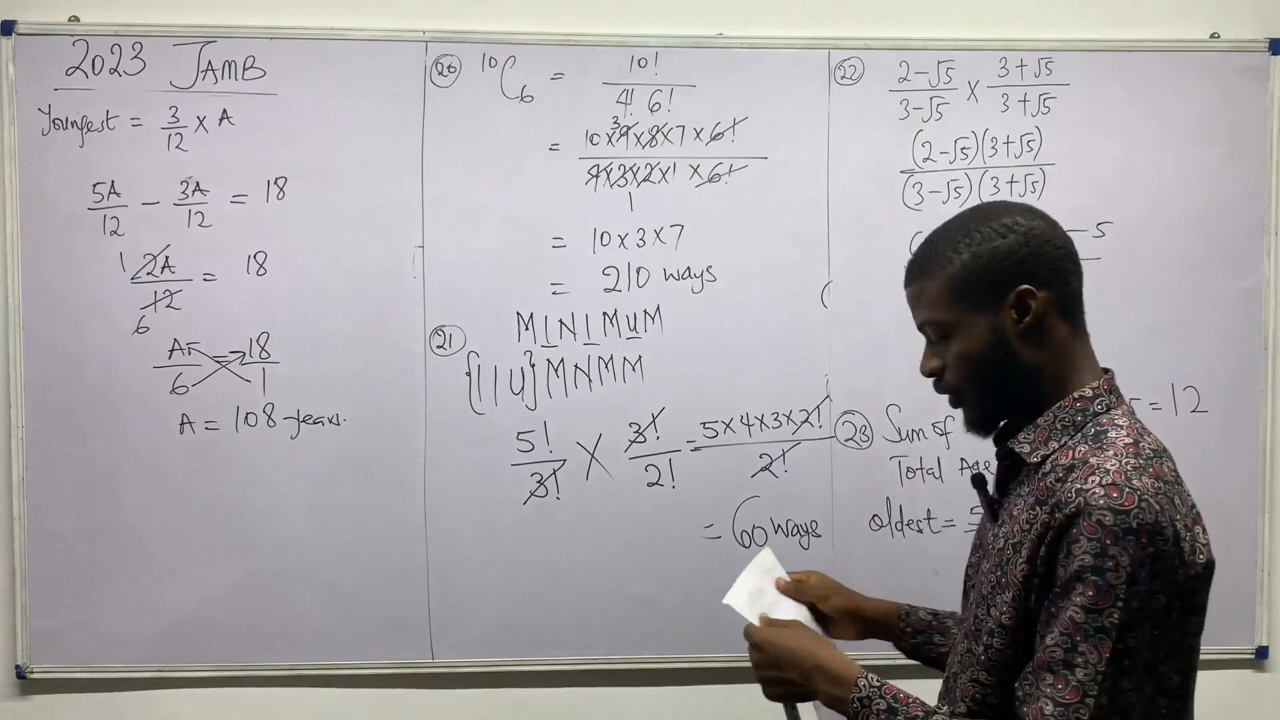 2023 JAMB
Youngest = 3/12 × A
5A/12 − 3A/12 = 18
1 2A/12 6 = 18
A/6 = 18/1
A = 108 years.
(20) ¹⁰C₆ = 10!/4! 6!
= 10 × 9 3 × 8 × 7 × 6!/4 × 3 × 2 × 1 × 6!
1
= 10 × 3 × 7
= 210 ways
(21) MINIMUM
{IIU}MNMM
5!/3! × 3!/2! = 5 × 4 × 3 × 2!/2!
= 60 ways
(22) 2 − √5/3 − √5 × 3 + √5/3 + √5
(2 − √5)(3 + √5)/(3 − √5)(3 + √5)
− 5
= 12
(23) Sum of
Total Age
oldest = 5